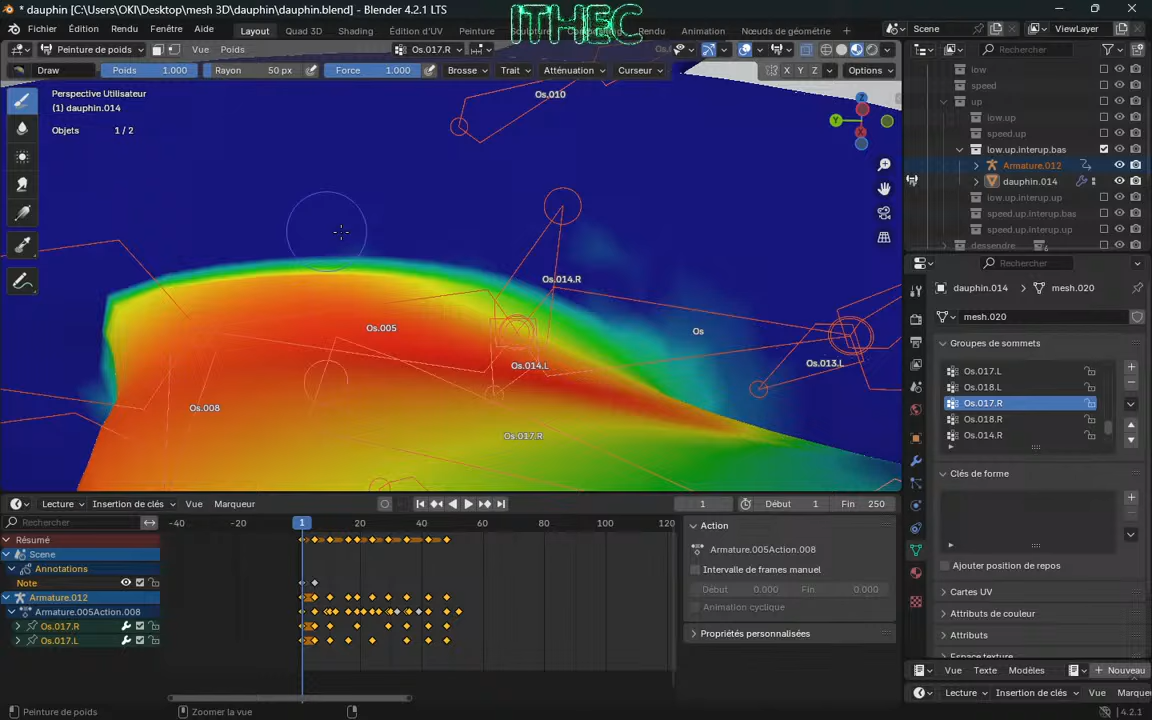 * dauphin [C:\Users\OKI\Desktop\mesh 3D\dauphin\dauphin.blend] - Blender 4.2.1 LTS
ITHEC
Fichier Édition Rendu Fenêtre Aide Layout Quad 3D Shading Édition UV Peinture Rendu Animation Nœuds de géométrie Scene ViewLayer
Peinture de poids Vue Poids Os.017.R Rechercher
Draw Poids 1.000 Rayon 50 px Force 1.000 Brosse Trait Atténuation Curseur X Y Z Options
Perspective Utilisateur
(1) dauphin.014
Objets 1 / 2
Os.010
Os.014.R
Os.005
Os
Os.014.L
Os.013.L
Os.008
Os.017.R
Z
Y
X
low
speed
up
low.up
speed.up
low.up.interup.bas
Armature.012
dauphin.014
low.up.interup.up
speed.up.interup.bas
speed.up.interup.up
dessendre
Rechercher
dauphin.014 mesh.020
mesh.020
Groupes de sommets
Os.017.L
Os.018.L
Os.017.R
Os.018.R
Os.014.R
Clés de forme
Ajouter position de repos
Cartes UV
Attributs de couleur
Attributs
Espace texture
Vue Texte Modèles Nouveau
Lecture Insertion de clés Vue Marque
Lecture Insertion de clés Vue Marqueur 1 Début 1 Fin 250
Rechercher -40 -20 1 20 40 60 80 100 120
Résumé
Scene
Annotations
Note
Armature.012
Armature.005Action.008
Os.017.R
Os.017.L
Action
Armature.005Action.008
Intervalle de frames manuel
Début 0.000 Fin 0.000
Animation cyclique
Propriétés personnalisées
Peinture de poids Zoomer la vue 4.2.1